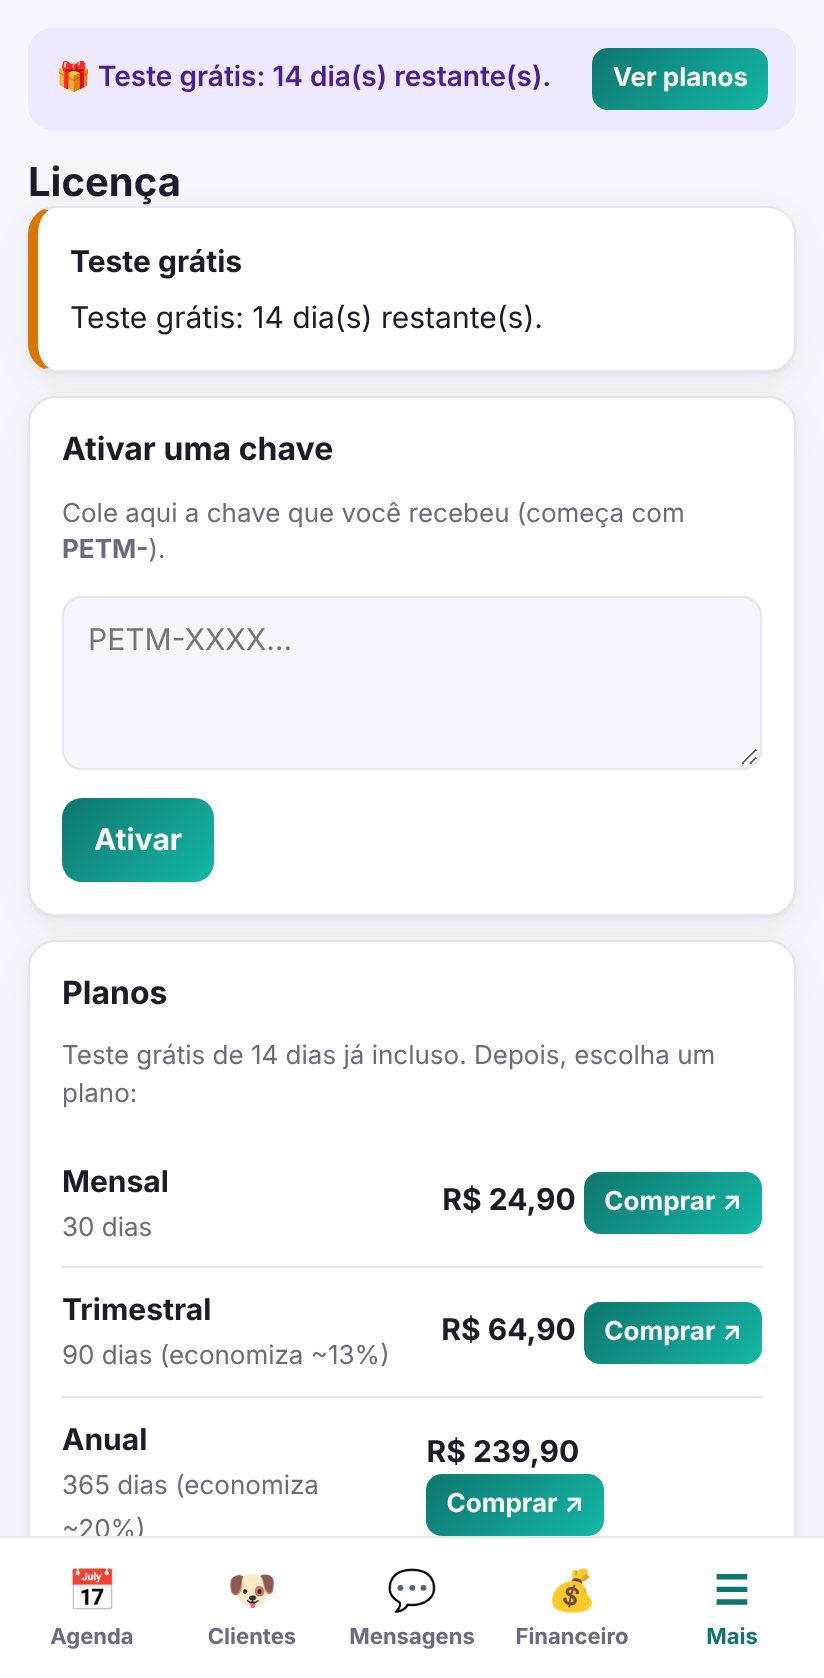 🎁 Teste grátis: 14 dia(s) restante(s).
Ver planos
Licença
Teste grátis
Teste grátis: 14 dia(s) restante(s).
Ativar uma chave
Cole aqui a chave que você recebeu (começa com
PETM-).
PETM-XXXX...
Ativar
Planos
Teste grátis de 14 dias já incluso. Depois, escolha um
plano:
Mensal
30 dias
R$ 24,90
Comprar ↗
Trimestral
90 dias (economiza ~13%)
R$ 64,90
Comprar ↗
Anual
365 dias (economiza
~20%)
R$ 239,90
Comprar ↗
July
17
Agenda
Clientes
Mensagens
Financeiro
Mais